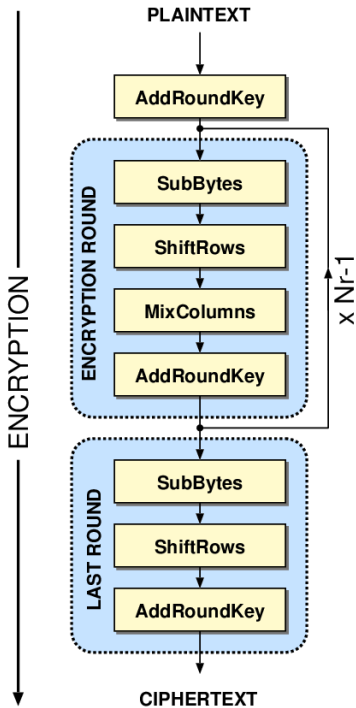 PLAINTEXT
AddRoundKey
ENCRYPTION ROUND
SubBytes
ShiftRows
MixColumns
AddRoundKey
x Nr-1
ENCRYPTION
LAST ROUND
SubBytes
ShiftRows
AddRoundKey
CIPHERTEXT